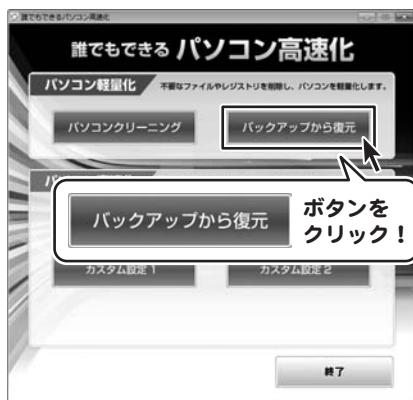 誰でもできるパソコン高速化
誰でもできる パソコン高速化
パソコン軽量化 不要なファイルやレジストリを削除し、パソコンを軽量化します。
パソコンクリーニング バックアップから復元
バックアップから復元
ボタンを
クリック！
カスタム設定 1 カスタム設定 2
終了